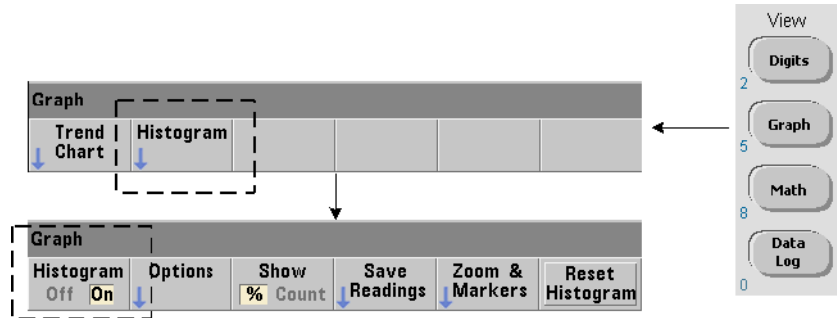 View
Digits
2
Graph
5
Math
8
Data
Log
0
Graph
Trend
Chart
Histogram
Graph
Histogram
Off On
Options
Show
% Count
Save
Readings
Zoom &
Markers
Reset
Histogram